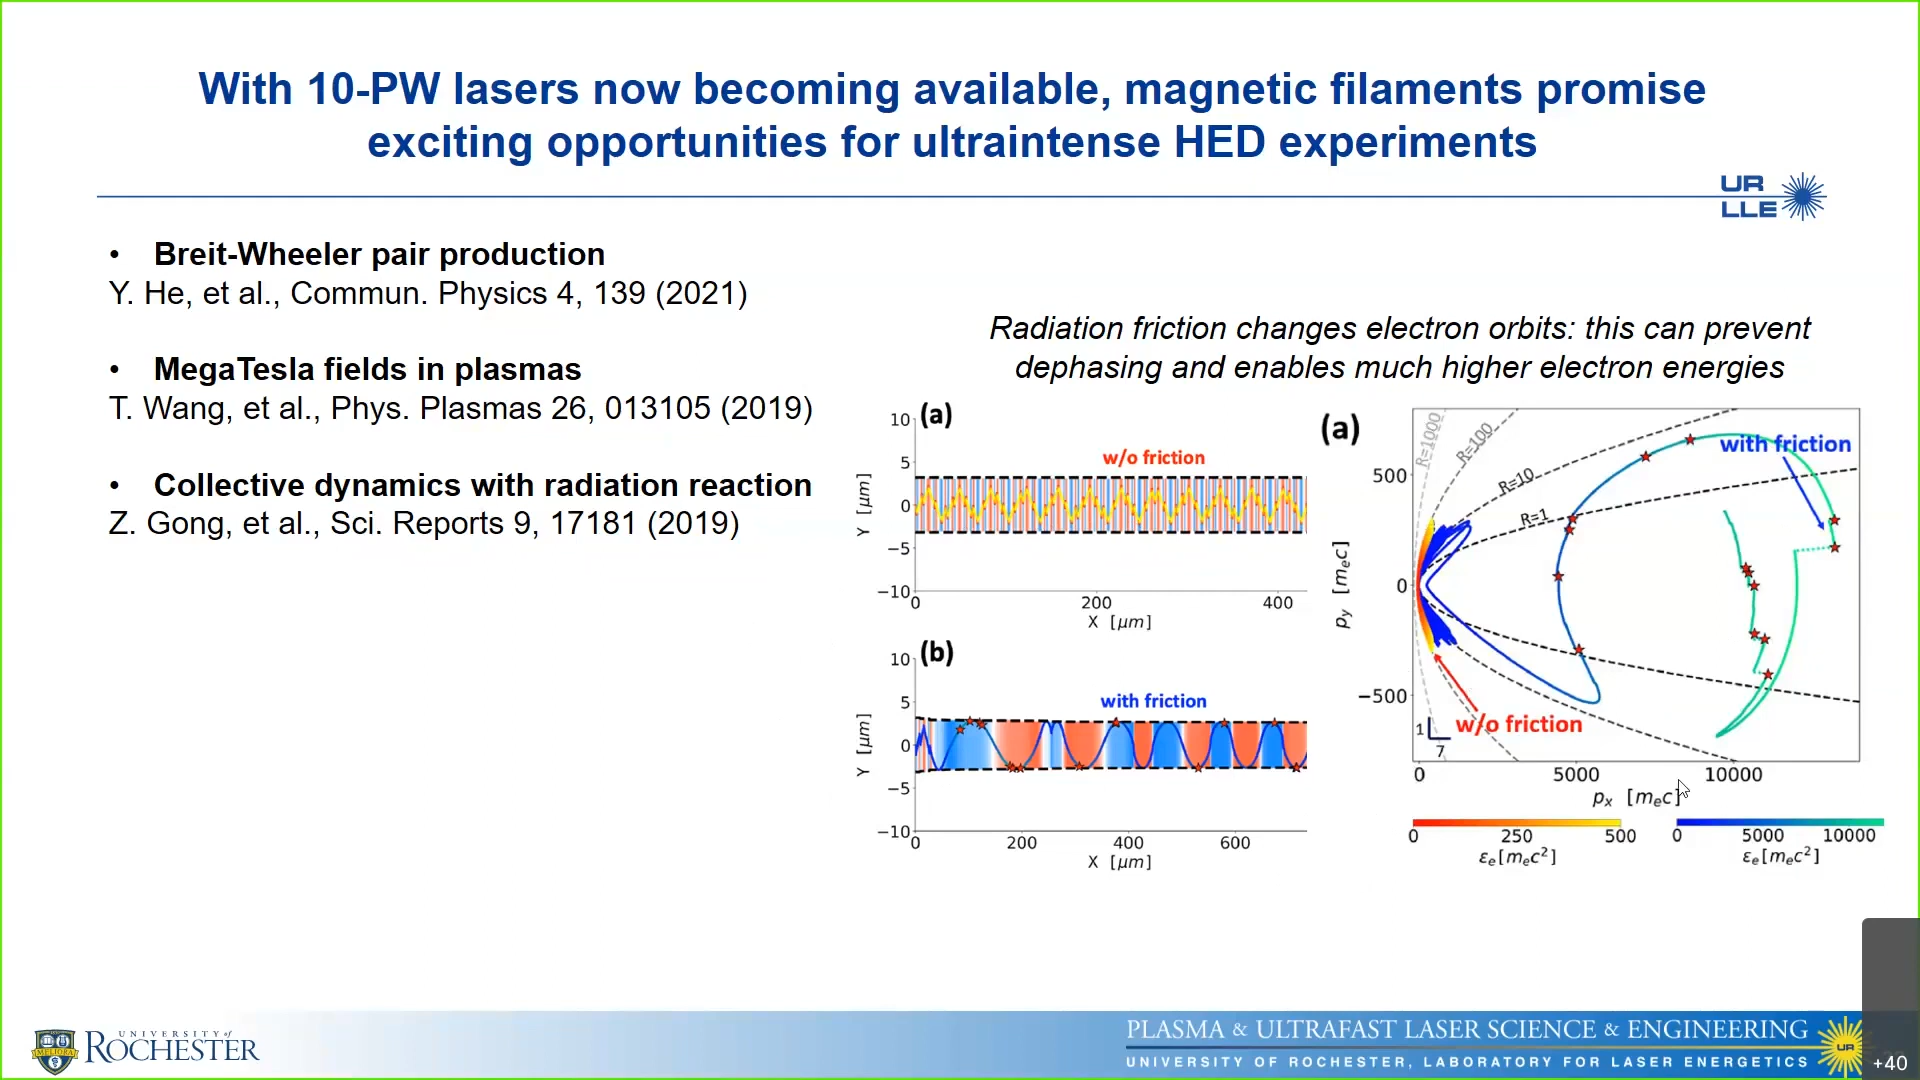 With 10-PW lasers now becoming available, magnetic filaments promise
exciting opportunities for ultraintense HED experiments
UR
LLE
• Breit-Wheeler pair production
Y. He, et al., Commun. Physics 4, 139 (2021)
• MegaTesla fields in plasmas
T. Wang, et al., Phys. Plasmas 26, 013105 (2019)
• Collective dynamics with radiation reaction
Z. Gong, et al., Sci. Reports 9, 17181 (2019)
Radiation friction changes electron orbits: this can prevent
dephasing and enables much higher electron energies
(a)
w/o friction
10
5
0
−5
−10
Y [μm]
0 200 400
X [μm]
(b)
with friction
10
5
0
−5
−10
Y [μm]
0 200 400 600
X [μm]
(a)
R=1000
R=100
R=10
R=1
with friction
w/o friction
500
0
−500
p_y [m_ec]
1
7
0 5000 10000
p_x [m_ec]
0 250 500
ε_e[m_ec²]
0 5000 10000
ε_e[m_ec²]
UNIVERSITY of
ROCHESTER
MELIORA
PLASMA & ULTRAFAST LASER SCIENCE & ENGINEERING
UNIVERSITY OF ROCHESTER, LABORATORY FOR LASER ENERGETICS
UR
+40